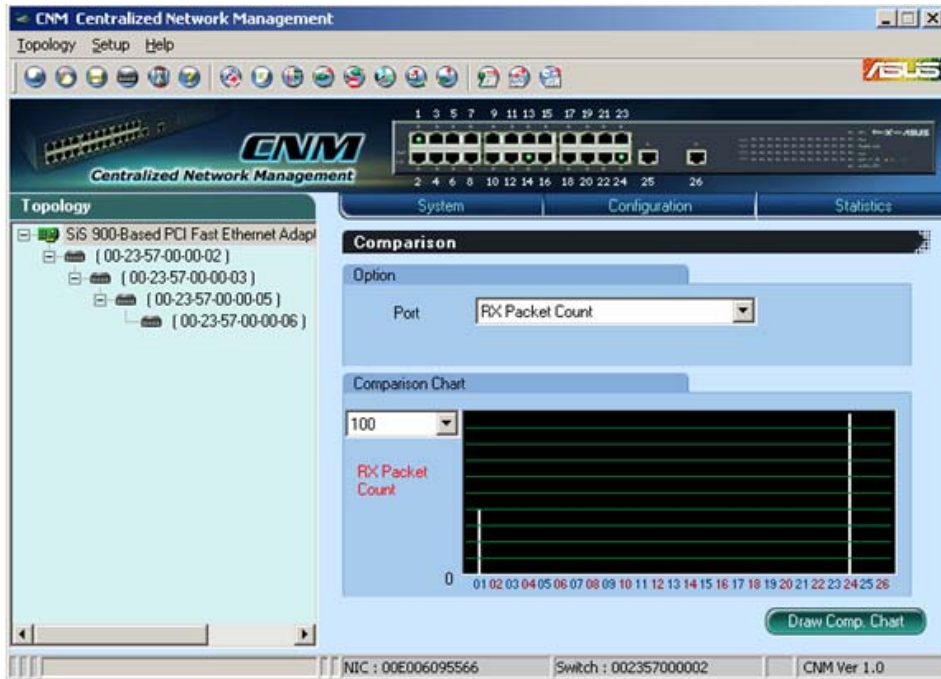 CNM Centralized Network Management
Topology Setup Help
ASUS
1 3 5 7 9 11 13 15 17 19 21 23
CNM
Centralized Network Management
2 4 6 8 10 12 14 16 18 20 22 24 25 26
Topology
System Configuration Statistics
SiS 900-Based PCI Fast Ethernet Adapt
( 00-23-57-00-00-02 )
( 00-23-57-00-00-03 )
( 00-23-57-00-00-05 )
( 00-23-57-00-00-06 )
Comparison
Option
Port RX Packet Count
Comparison Chart
100
RX Packet
Count
0
01 02 03 04 05 06 07 08 09 10 11 12 13 14 15 16 17 18 19 20 21 22 23 24 25 26
Draw Comp. Chart
NIC : 00E006095566 Switch : 002357000002 CNM Ver 1.0